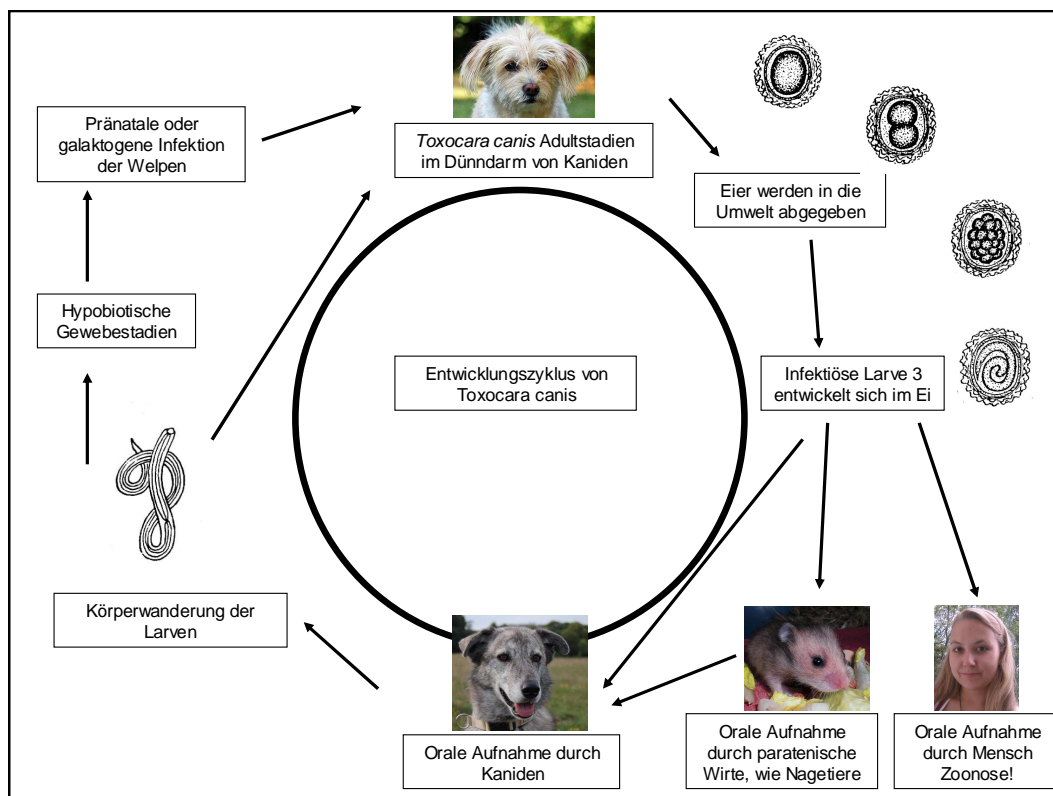 Toxocara canis Adultstadien
im Dünndarm von Kaniden
Eier werden in die
Umwelt abgegeben
Infektiöse Larve 3
entwickelt sich im Ei
Orale Aufnahme durch
Mensch
Zoonose!
Orale Aufnahme
durch paratenische
Wirte, wie Nagetiere
Orale Aufnahme durch
Kaniden
Körperwanderung der
Larven
Hypobiotische
Gewebestadien
Pränatale oder
galaktogene Infektion
der Welpen
Entwicklungszyklus von
Toxocara canis